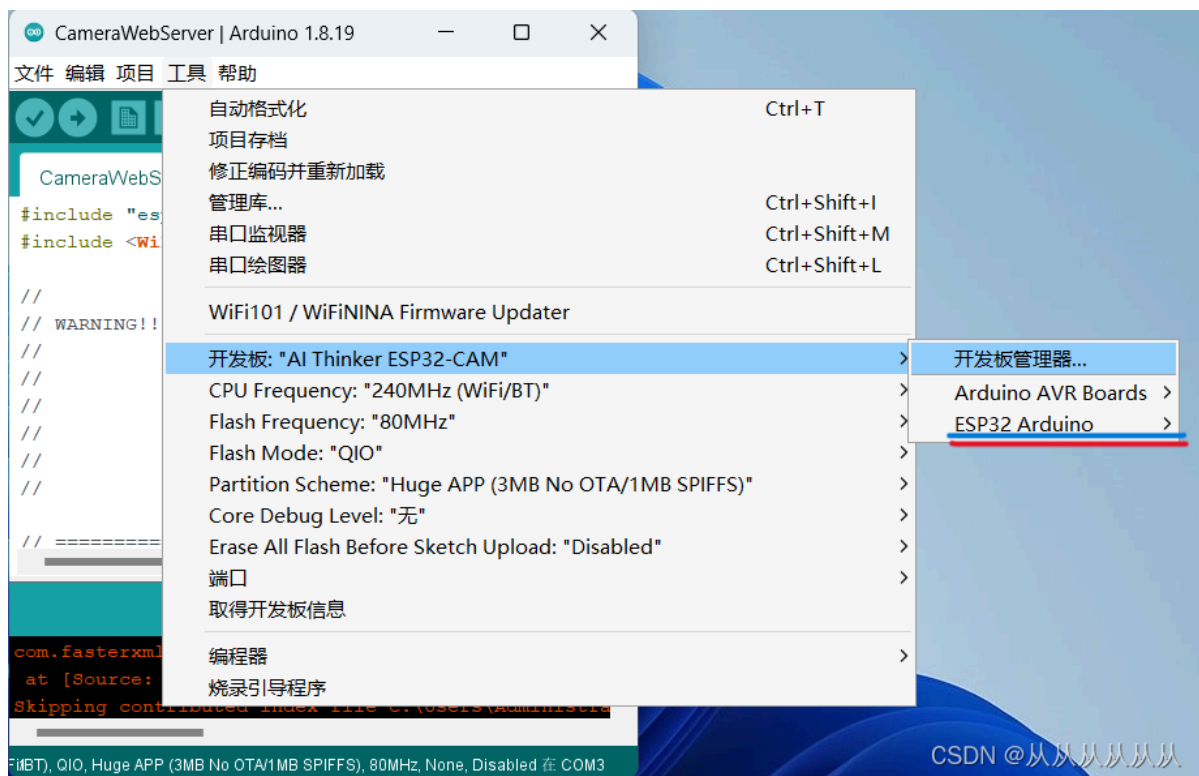 CameraWebServer | Arduino 1.8.19
文件 编辑 项目 工具 帮助
CameraWebS
#include "es
#include <Wi
//
// WARNING!!
//
//
//
//
//
//
// ==========
自动格式化 Ctrl+T
项目存档
修正编码并重新加载
管理库... Ctrl+Shift+I
串口监视器 Ctrl+Shift+M
串口绘图器 Ctrl+Shift+L
WiFi101 / WiFiNINA Firmware Updater
开发板: "AI Thinker ESP32-CAM"
CPU Frequency: "240MHz (WiFi/BT)"
Flash Frequency: "80MHz"
Flash Mode: "QIO"
Partition Scheme: "Huge APP (3MB No OTA/1MB SPIFFS)"
Core Debug Level: "无"
Erase All Flash Before Sketch Upload: "Disabled"
端口
取得开发板信息
编程器
烧录引导程序
开发板管理器...
Arduino AVR Boards
ESP32 Arduino
com.fasterxml
at [Source:
Skipping contributed index file C:\Users\Administra
BT), QIO, Huge APP (3MB No OTA/1MB SPIFFS), 80MHz, None, Disabled 在 COM3
CSDN @从从从从从从